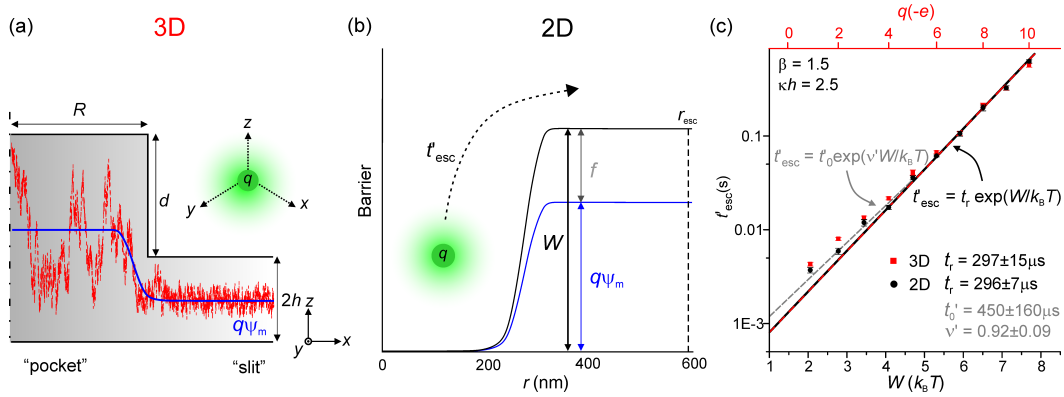 (a) 3D
R
z
y
x
q
d
2h
qψm
z
y
x
"pocket"
"slit"
(b) 2D
Barrier
t'esc
q
resc
f
W
qψm
0 200 400 600
r (nm)
(c)
q(-e)
0 2 4 6 8 10
β = 1.5
κh = 2.5
t'esc = t'0exp(ν'W/kBT)
t'esc = tr exp(W/kBT)
t'esc(s)
0.1
0.01
1E-3
3D tr = 297±15μs
2D tr = 296±7μs
t0' = 450±160μs
ν' = 0.92±0.09
1 2 3 4 5 6 7 8
W (kBT)